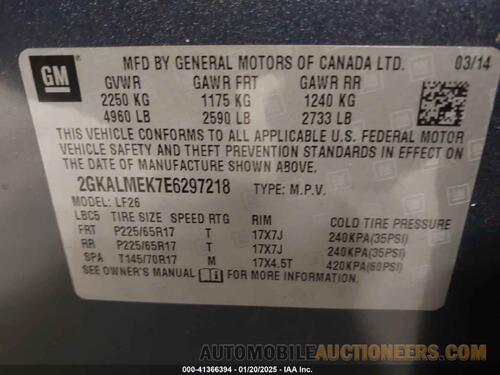 GM
MFD BY GENERAL MOTORS OF CANADA LTD. 03/14
GVWR GAWR FRT GAWR RR
2250 KG 1175 KG 1240 KG
4960 LB 2590 LB 2733 LB
THIS VEHICLE CONFORMS TO ALL APPLICABLE U.S. FEDERAL MOTOR
VEHICLE SAFETY AND THEFT PREVENTION STANDARDS IN EFFECT ON
THE DATE OF MANUFACTURE SHOWN ABOVE.
2GKALMEK7E6297218 TYPE: M.P.V.
MODEL: LF26
LBC5 TIRE SIZE SPEED RTG RIM COLD TIRE PRESSURE
FRT P225/65R17 T 17X7J 240KPA(35PSI)
RR P225/65R17 T 17X7J 240KPA(35PSI)
SPA T145/70R17 M 17X4.5T 420KPA(60PSI)
SEE OWNER'S MANUAL FOR MORE INFORMATION.
AUTOMOBILESTATISTICS.COM
000-41366394 - 01/20/2025 - IAA Inc.